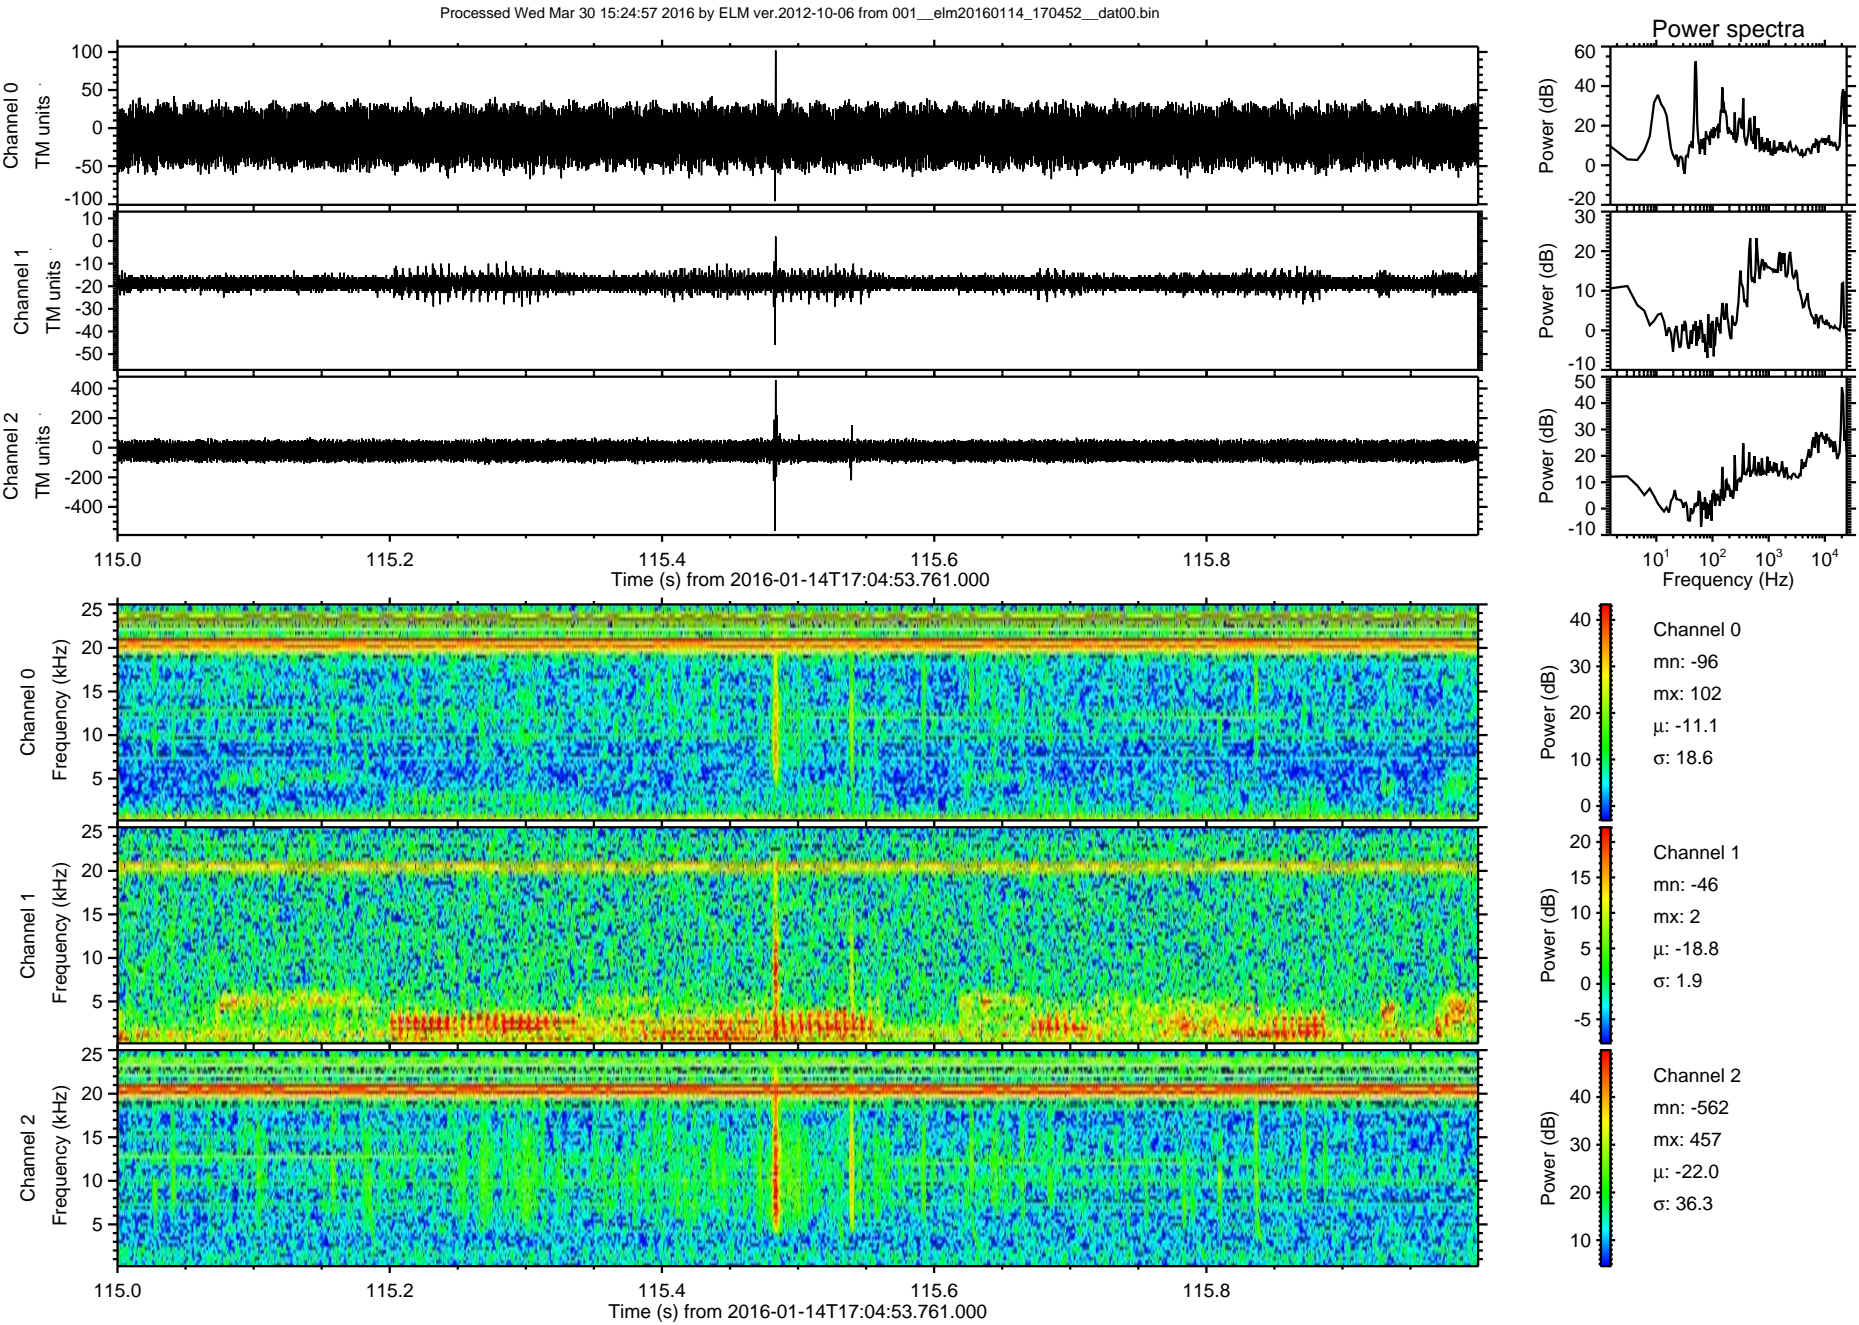 Processed Wed Mar 30 15:24:57 2016 by ELM ver.2012-10-06 from 001__elm20160114_170452__dat00.bin
Power spectra
Channel 0
TM units
100
50
0
-50
-100
Power (dB)
60
40
20
0
-20
Channel 1
TM units
10
0
-10
-20
-30
-40
-50
Power (dB)
30
20
10
0
-10
Channel 2
TM units
400
200
0
-200
-400
Power (dB)
50
40
30
20
10
0
-10
115.0 115.2 115.4 115.6 115.8
Time (s) from 2016-01-14T17:04:53.761.000
10^1 10^2 10^3 10^4
Frequency (Hz)
Channel 0
Frequency (kHz)
25
20
15
10
5
Power (dB)
40
30
20
10
0
Channel 0
mn: -96
mx: 102
μ: -11.1
σ: 18.6
Channel 1
Frequency (kHz)
25
20
15
10
5
Power (dB)
20
15
10
5
0
-5
Channel 1
mn: -46
mx: 2
μ: -18.8
σ: 1.9
Channel 2
Frequency (kHz)
25
20
15
10
5
Power (dB)
40
30
20
10
Channel 2
mn: -562
mx: 457
μ: -22.0
σ: 36.3
115.0 115.2 115.4 115.6 115.8
Time (s) from 2016-01-14T17:04:53.761.000